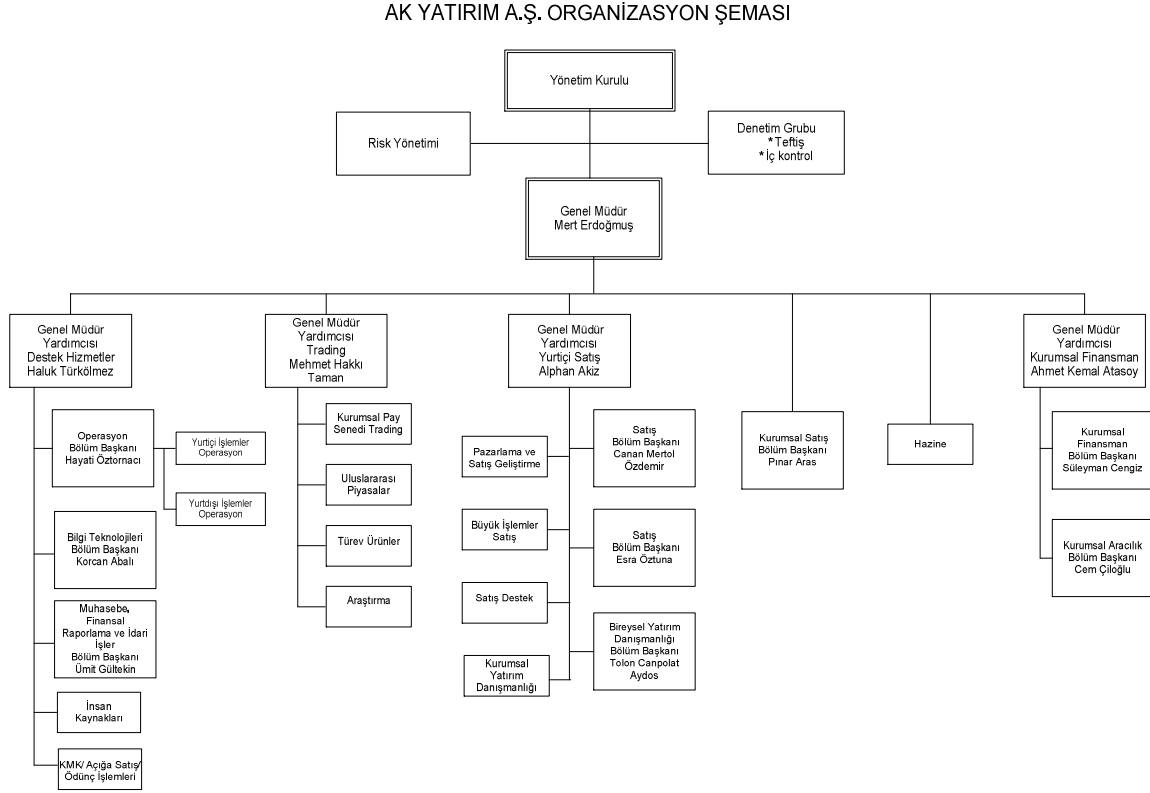 AK YATIRIM A.Ş. ORGANİZASYON ŞEMASI
Yönetim Kurulu
Risk Yönetimi
Denetim Grubu
*Teftiş
*İç kontrol
Genel Müdür
Mert Erdoğmuş
Genel Müdür
Yardımcısı
Destek Hizmetler
Haluk Türkölmez
Genel Müdür
Yardımcısı
Trading
Mehmet Hakkı
Taman
Genel Müdür
Yardımcısı
Yurtiçi Satış
Alphan Akiz
Genel Müdür
Yardımcısı
Kurumsal Finansman
Ahmet Kemal Atasoy
Operasyon
Bölüm Başkanı
Hayati Öztornacı
Yurtiçi İşlemler
Operasyon
Yurtdışı İşlemler
Operasyon
Bilgi Teknolojileri
Bölüm Başkanı
Korcan Abalı
Muhasebe,
Finansal
Raporlama ve İdari
İşler
Bölüm Başkanı
Ümit Gültekin
İnsan
Kaynakları
KMK/ Açığa Satış/
Ödünç İşlemleri
Kurumsal Pay
Senedi Trading
Uluslararası
Piyasalar
Türev Ürünler
Araştırma
Pazarlama ve
Satış Geliştirme
Büyük İşlemler
Satış
Satış Destek
Kurumsal
Yatırım
Danışmanlığı
Satış
Bölüm Başkanı
Canan Mertol
Özdemir
Satış
Bölüm Başkanı
Esra Öztuna
Bireysel Yatırım
Danışmanlığı
Bölüm Başkanı
Tolon Canpolat
Aydos
Kurumsal Satış
Bölüm Başkanı
Pınar Aras
Hazine
Kurumsal
Finansman
Bölüm Başkanı
Süleyman Cengiz
Kurumsal Aracılık
Bölüm Başkanı
Cem Çiloğlu